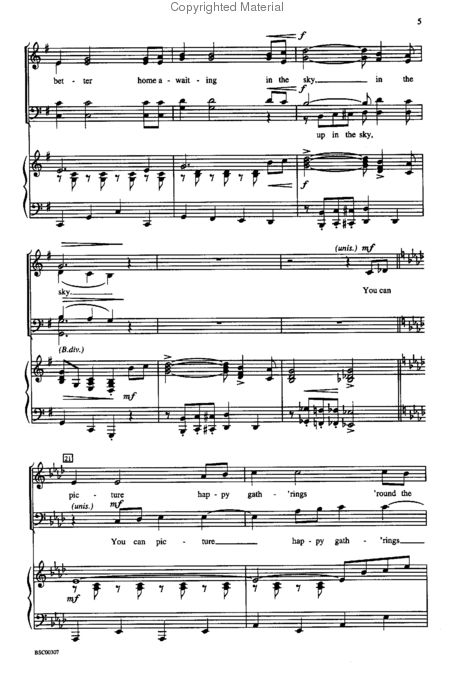 Copyrighted Material
5
f
bet - ter home a - wait - ing in the sky, in the
f
up in the sky,
f
(unis.) mf
sky. You can
(B.div.)
mf
21
pic - ture hap - py gath - 'rings 'round the
(unis.) mf
You can pic - ture hap - py gath - 'rings
mf
BSC00307